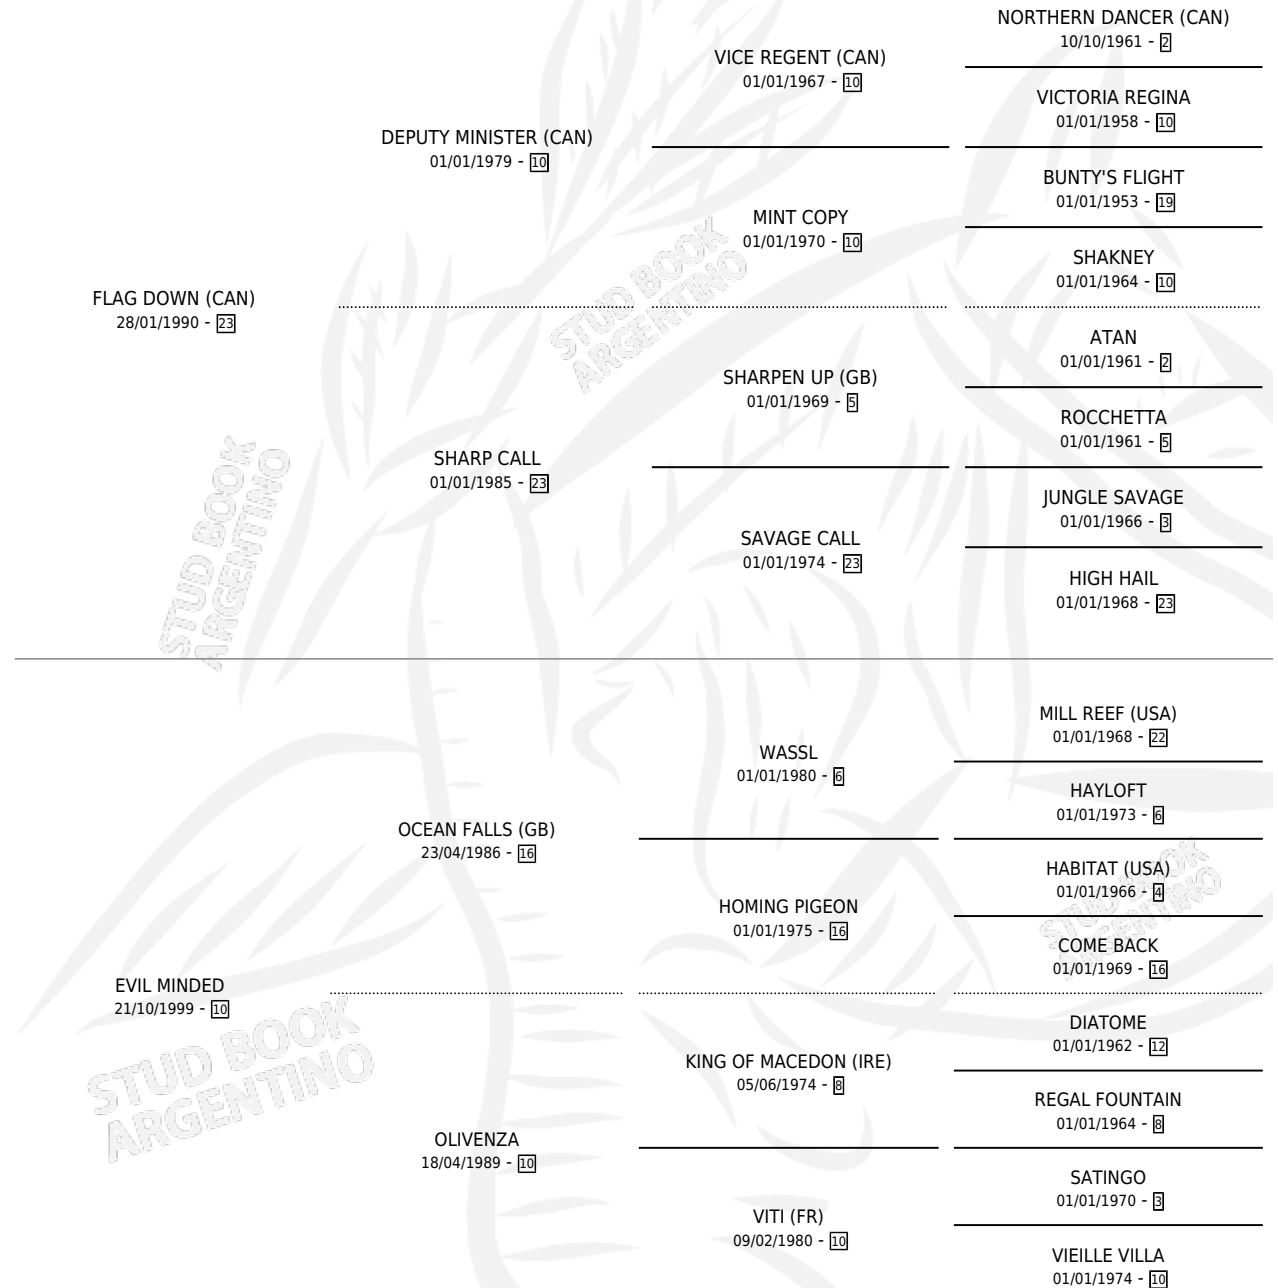 NORTHERN DANCER (CAN)
10/10/1961 - 2
VICE REGENT (CAN)
01/01/1967 - 10
VICTORIA REGINA
01/01/1958 - 10
DEPUTY MINISTER (CAN)
01/01/1979 - 10
BUNTY'S FLIGHT
01/01/1953 - 19
MINT COPY
01/01/1970 - 10
SHAKNEY
01/01/1964 - 10
FLAG DOWN (CAN)
28/01/1990 - 23
ATAN
01/01/1961 - 2
SHARPEN UP (GB)
01/01/1969 - 5
ROCCHETTA
01/01/1961 - 5
SHARP CALL
01/01/1985 - 23
JUNGLE SAVAGE
01/01/1966 - 3
SAVAGE CALL
01/01/1974 - 23
HIGH HAIL
01/01/1968 - 23
MILL REEF (USA)
01/01/1968 - 22
WASSL
01/01/1980 - 6
HAYLOFT
01/01/1973 - 6
OCEAN FALLS (GB)
23/04/1986 - 16
HABITAT (USA)
01/01/1966 - 4
HOMING PIGEON
01/01/1975 - 16
COME BACK
01/01/1969 - 16
EVIL MINDED
21/10/1999 - 10
DIATOME
01/01/1962 - 12
KING OF MACEDON (IRE)
05/06/1974 - 8
REGAL FOUNTAIN
01/01/1964 - 8
OLIVENZA
18/04/1989 - 10
SATINGO
01/01/1970 - 3
VITI (FR)
09/02/1980 - 10
VIEILLE VILLA
01/01/1974 - 10
STUD BOOK
ARGENTINO
STUD BOOK
ARGENTINO
STUD BOOK
ARGENTINO
STUD BOOK
ARGENTINO